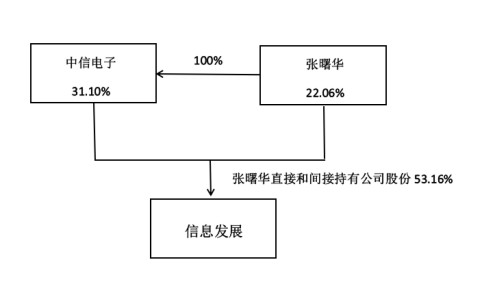 中信电子
31.10%
100%
张曙华
22.06%
张曙华直接和间接持有公司股份 53.16%
信息发展